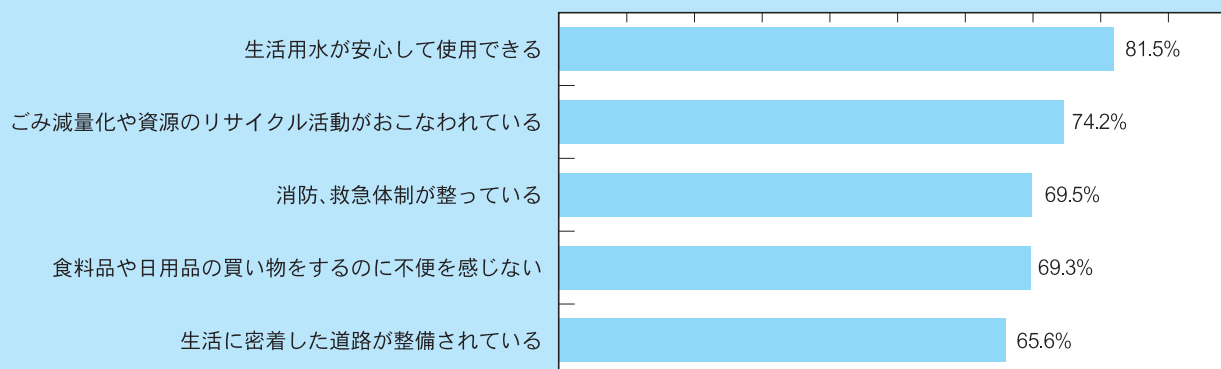 生活用水が安心して使用できる 81.5%
ごみ減量化や資源のリサイクル活動がおこなわれている 74.2%
消防、救急体制が整っている 69.5%
食料品や日用品の買い物をするのに不便を感じない 69.3%
生活に密着した道路が整備されている 65.6%